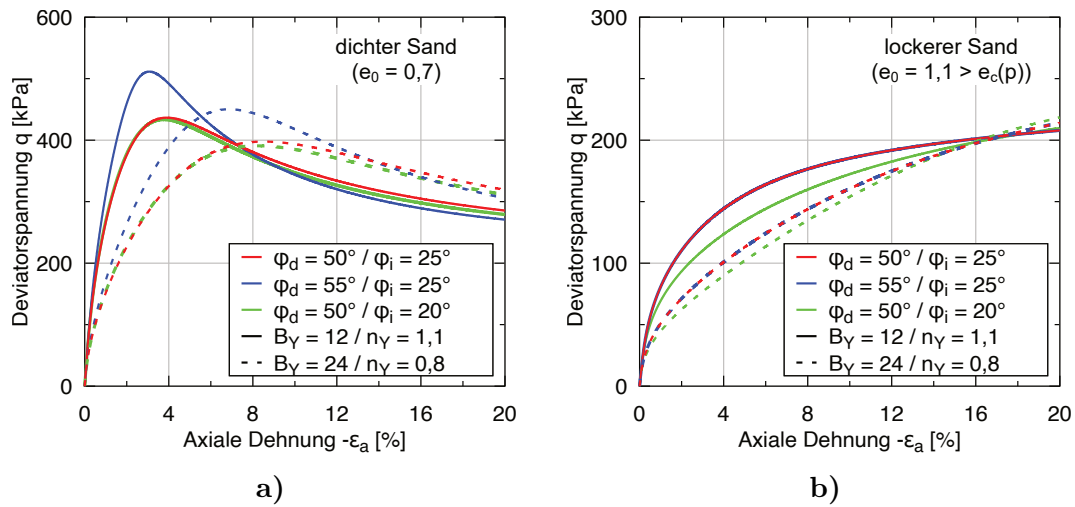 600
400
200
0
Deviatorspannung q [kPa]
dichter Sand
(e0 = 0,7)
φd = 50° / φi = 25°
φd = 55° / φi = 25°
φd = 50° / φi = 20°
BY = 12 / nY = 1,1
BY = 24 / nY = 0,8
0 4 8 12 16 20
Axiale Dehnung -εa [%]
a)
300
200
100
0
Deviatorspannung q [kPa]
lockerer Sand
(e0 = 1,1 > ec(p))
φd = 50° / φi = 25°
φd = 55° / φi = 25°
φd = 50° / φi = 20°
BY = 12 / nY = 1,1
BY = 24 / nY = 0,8
0 4 8 12 16 20
Axiale Dehnung -εa [%]
b)